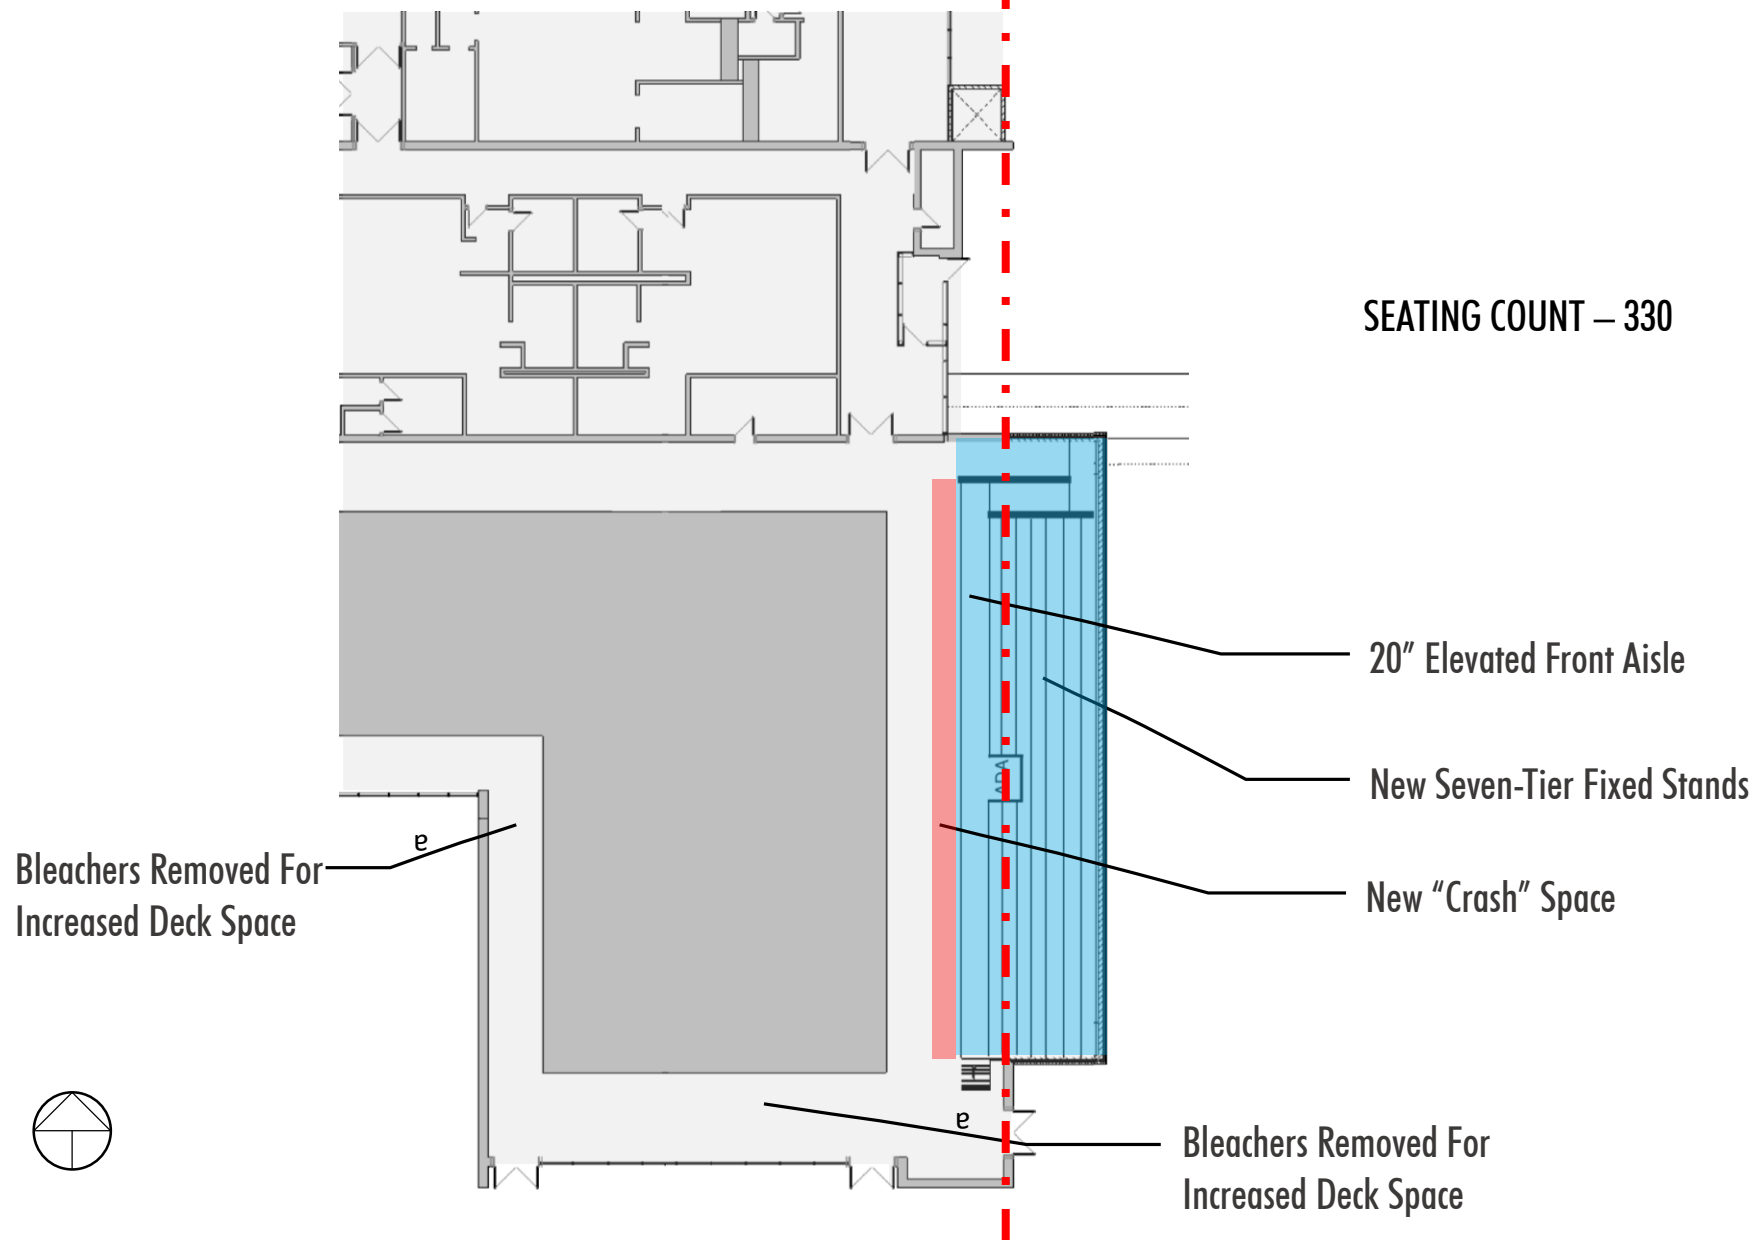 SEATING COUNT – 330
20” Elevated Front Aisle
New Seven-Tier Fixed Stands
ADA
a
Bleachers Removed For
Increased Deck Space
New “Crash” Space
a
Bleachers Removed For
Increased Deck Space